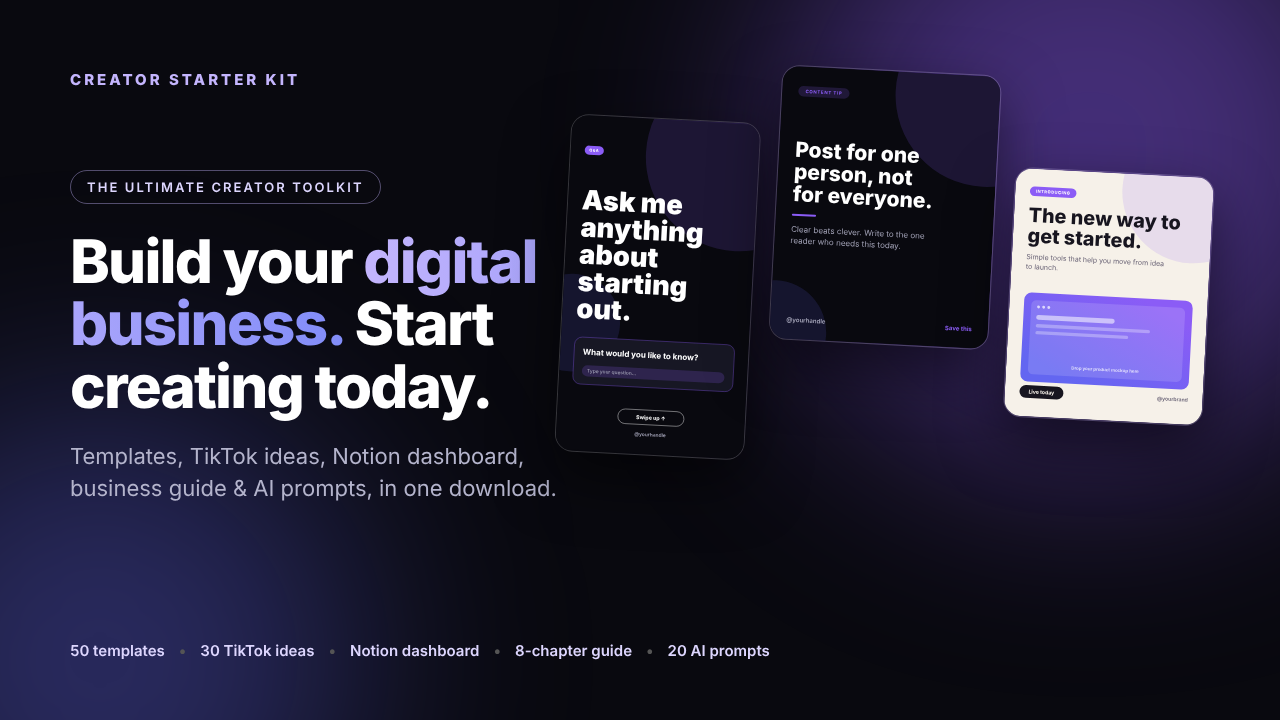 CREATOR STARTER KIT
THE ULTIMATE CREATOR TOOLKIT
Build your digital
business. Start
creating today.
Templates, TikTok ideas, Notion dashboard,
business guide & AI prompts, in one download.
Q&A
Ask me
anything
about
starting
out.
What would you like to know?
Type your question...
Swipe up ↑
@yourhandle
CONTENT TIP
Post for one
person, not
for everyone.
Clear beats clever. Write to the one
reader who needs this today.
@yourhandle
Save this
INTRODUCING
The new way to
get started.
Simple tools that help you move from idea
to launch.
Drop your product mockup here
Live today
@yourbrand
50 templates • 30 TikTok ideas • Notion dashboard • 8-chapter guide • 20 AI prompts